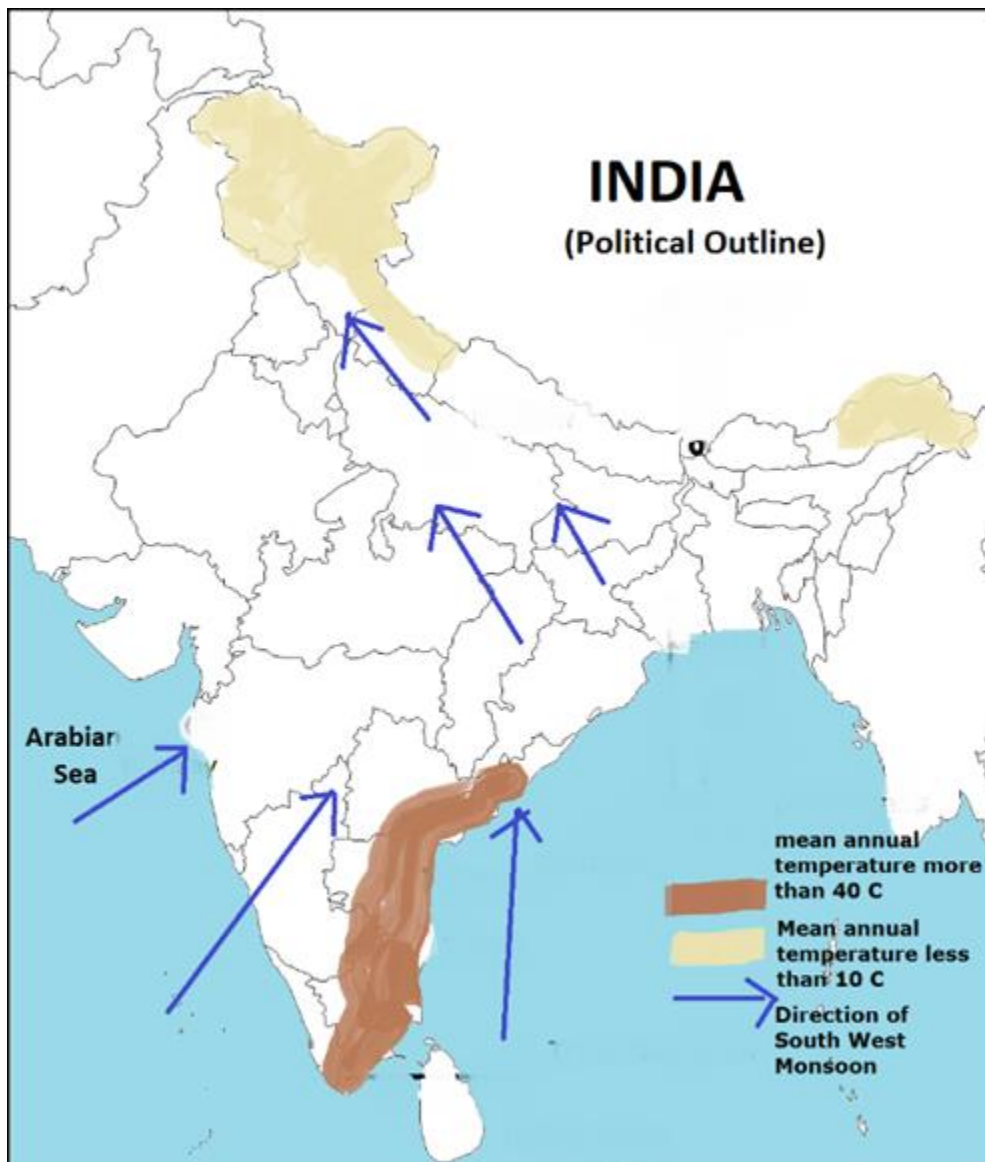 INDIA
(Political Outline)
Arabian
Sea
mean annual
temperature more
than 40 C
Mean annual
temperature less
than 10 C
Direction of
South West
Monsoon